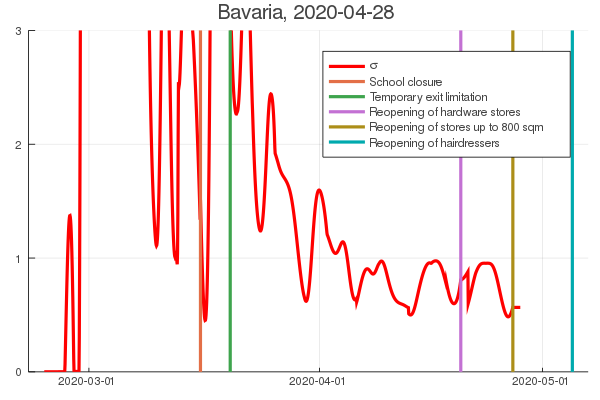 Bavaria, 2020-04-28
3
2
1
0
σ
School closure
Temporary exit limitation
Reopening of hardware stores
Reopening of stores up to 800 sqm
Reopening of hairdressers
2020-03-01
2020-04-01
2020-05-01